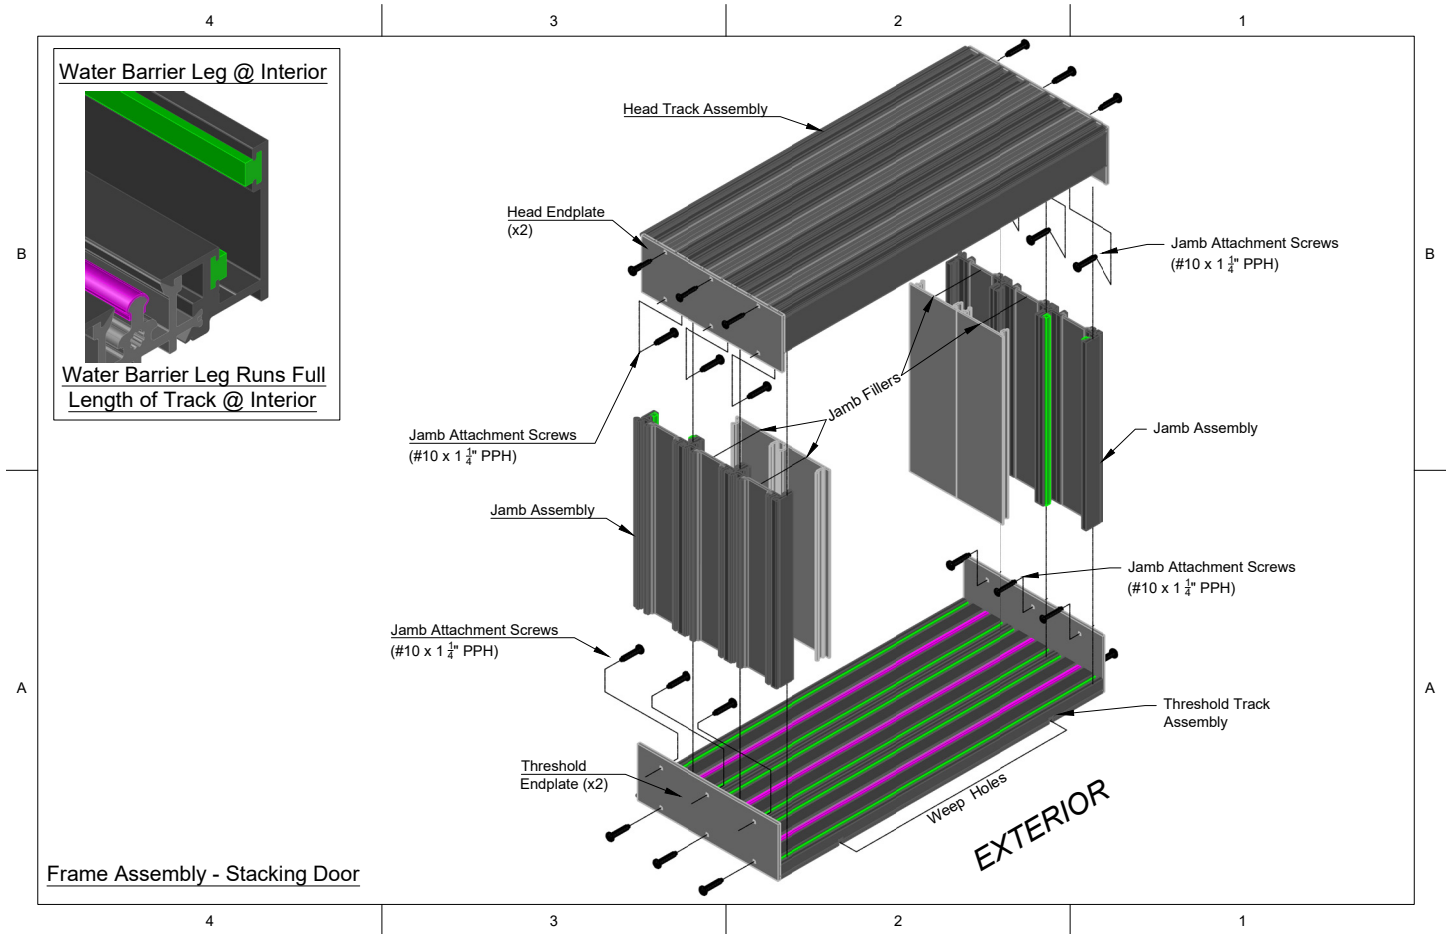 4 3 2 1
Water Barrier Leg @ Interior
Water Barrier Leg Runs Full
Length of Track @ Interior
Head Track Assembly
Head Endplate
(x2)
B
B
Jamb Attachment Screws
(#10 x 1 1/4" PPH)
Jamb Fillers
Jamb Attachment Screws
(#10 x 1 1/4" PPH)
Jamb Assembly
Jamb Assembly
Jamb Attachment Screws
(#10 x 1 1/4" PPH)
Jamb Attachment Screws
(#10 x 1 1/4" PPH)
A
A
Threshold Track
Assembly
Threshold
Endplate (x2)
Weep Holes
EXTERIOR
Frame Assembly - Stacking Door
4 3 2 1